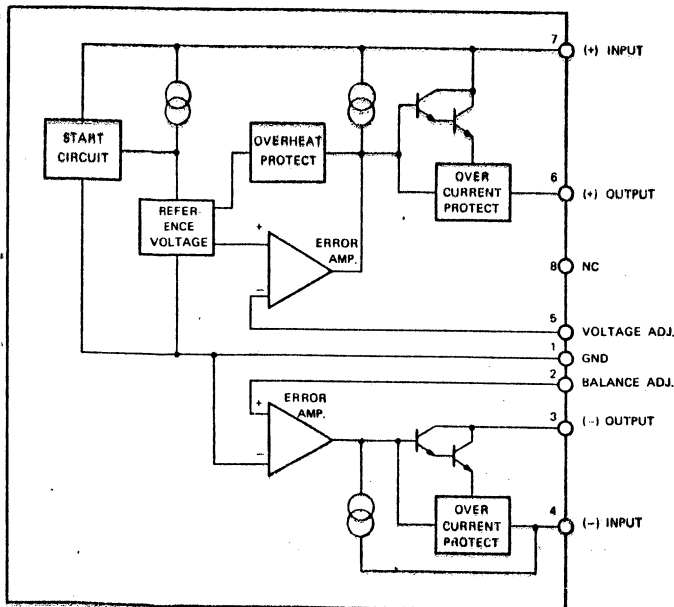 7
(+) INPUT
START
CIRCUIT
OVERHEAT
PROTECT
OVER
CURRENT
PROTECT
6
(+) OUTPUT
REFER-
ENCE
VOLTAGE
+
−
ERROR
AMP.
8
NC
5
VOLTAGE ADJ.
1
GND
2
BALANCE ADJ.
+
−
ERROR
AMP.
3
(−) OUTPUT
OVER
CURRENT
PROTECT
4
(−) INPUT